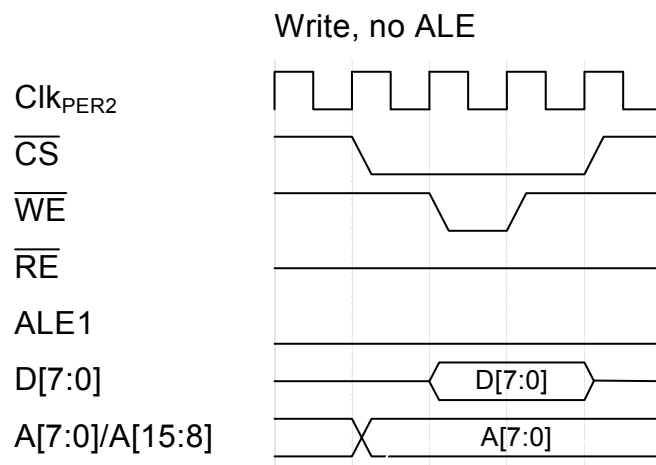 Write, no ALE
ClkPER2
CS
WE
RE
ALE1
D[7:0] D[7:0]
A[7:0]/A[15:8] A[7:0]